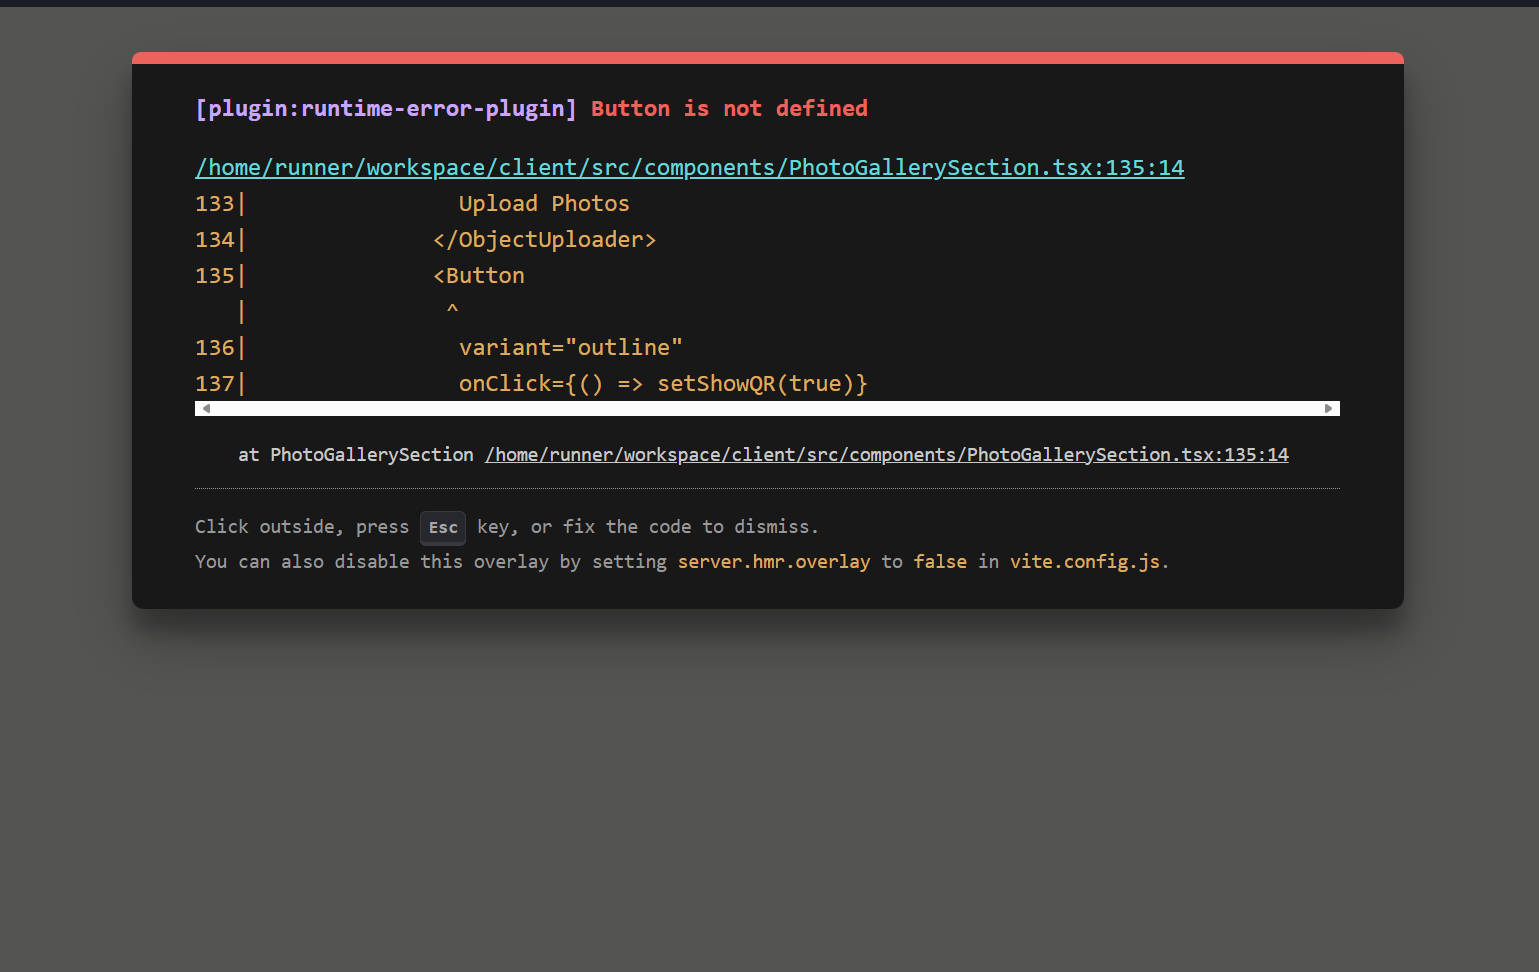 [plugin:runtime-error-plugin] Button is not defined
/home/runner/workspace/client/src/components/PhotoGallerySection.tsx:135:14
133|                Upload Photos
134|              </ObjectUploader>
135|              <Button
   |               ^
136|                variant="outline"
137|                onClick={() => setShowQR(true)}
at PhotoGallerySection /home/runner/workspace/client/src/components/PhotoGallerySection.tsx:135:14
Click outside, press Esc key, or fix the code to dismiss.
You can also disable this overlay by setting server.hmr.overlay to false in vite.config.js.